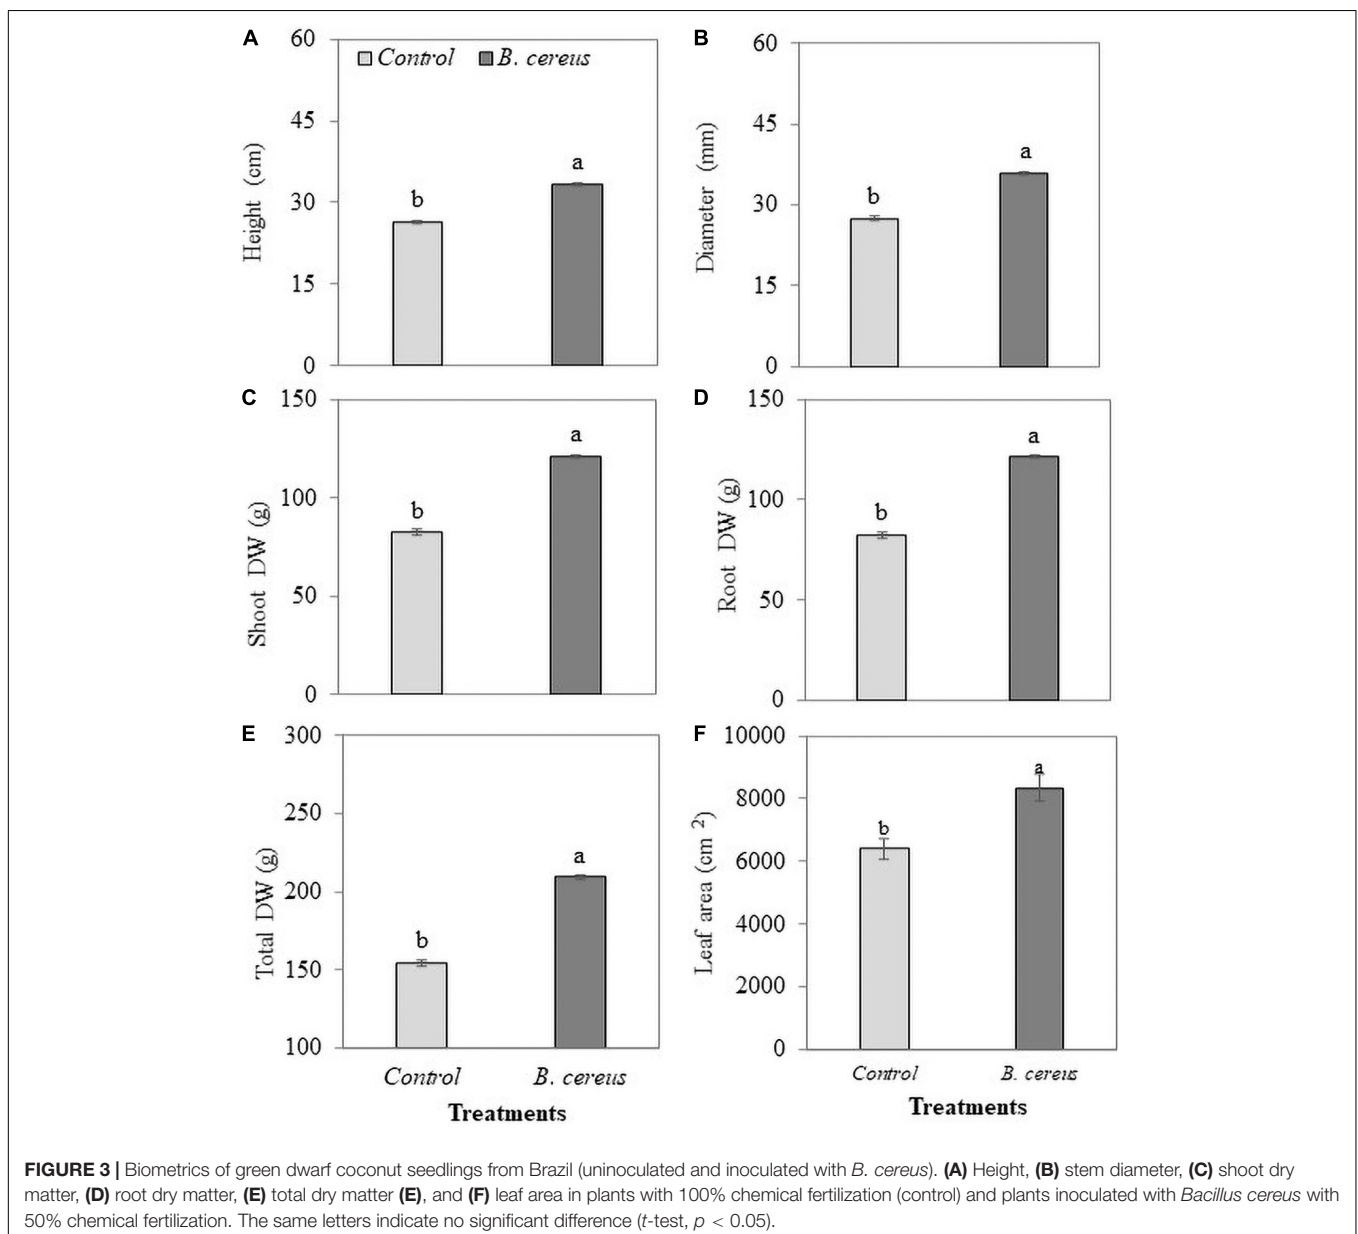 A
60
45
30
15
0
Height (cm)
Control
B. cereus
b
a
B
60
45
30
15
0
Diameter (mm)
b
a
C
150
100
50
0
Shoot DW (g)
b
a
D
150
100
50
0
Root DW (g)
b
a
E
300
250
200
150
100
Total DW (g)
b
a
Control
B. cereus
Treatments
F
10000
8000
6000
4000
2000
0
Leaf area (cm ²)
b
a
Control
B. cereus
Treatments
FIGURE 3 | Biometrics of green dwarf coconut seedlings from Brazil (uninoculated and inoculated with B. cereus). (A) Height, (B) stem diameter, (C) shoot dry
matter, (D) root dry matter, (E) total dry matter (E), and (F) leaf area in plants with 100% chemical fertilization (control) and plants inoculated with Bacillus cereus with
50% chemical fertilization. The same letters indicate no significant difference (t-test, p < 0.05).